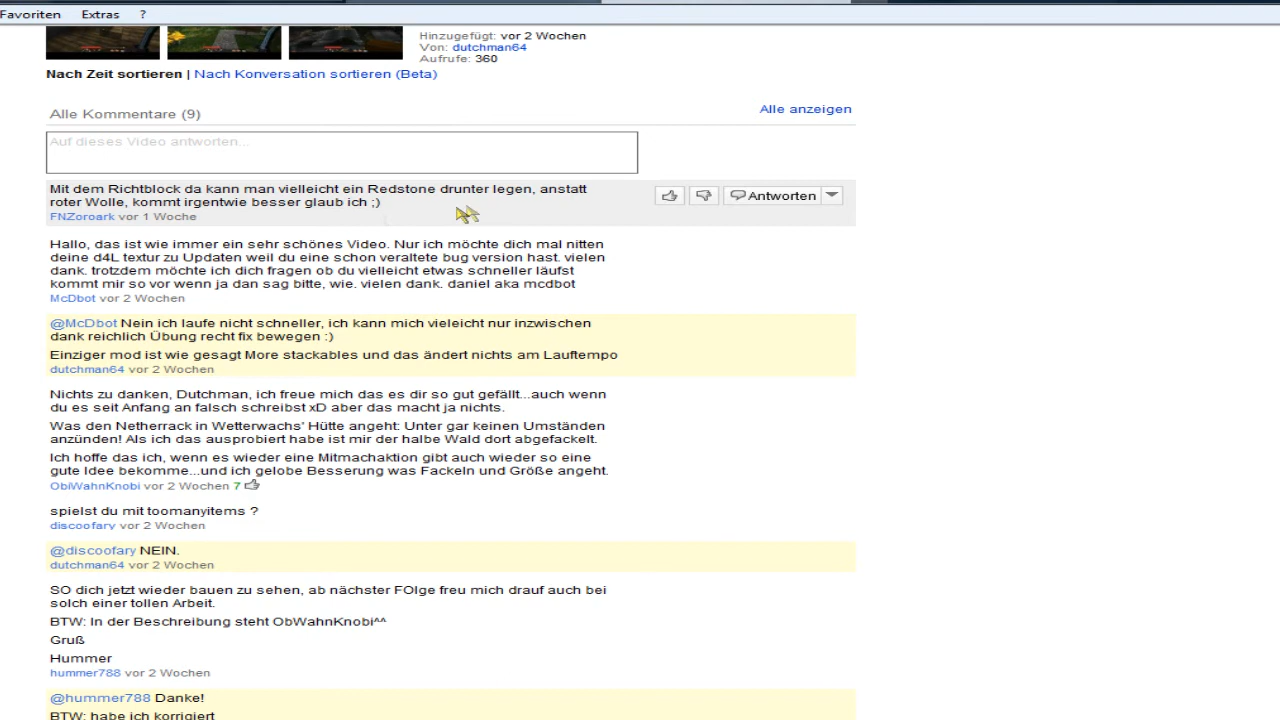 Favoriten Extras ?
Hinzugefügt: vor 2 Wochen
Von: dutchman64
Aufrufe: 360
Nach Zeit sortieren | Nach Konversation sortieren (Beta)
Alle Kommentare (9) Alle anzeigen
Auf dieses Video antworten...
Mit dem Richtblock da kann man vielleicht ein Redstone drunter legen, anstatt
roter Wolle, kommt irgentwie besser glaub ich ;)
Antworten
FNZoroark vor 1 Woche
Hallo, das ist wie immer ein sehr schönes Video. Nur ich möchte dich mal nitten
deine d4L textur zu Updaten weil du eine schon veraltete bug version hast. vielen
dank. trotzdem möchte ich dich fragen ob du vielleicht etwas schneller läufst
kommt mir so vor wenn ja dan sag bitte, wie. vielen dank. daniel aka mcdbot
McDbot vor 2 Wochen
@McDbot Nein ich laufe nicht schneller, ich kann mich vieleicht nur inzwischen
dank reichlich Übung recht fix bewegen :)
Einziger mod ist wie gesagt More stackables und das ändert nichts am Lauftempo
dutchman64 vor 2 Wochen
Nichts zu danken, Dutchman, ich freue mich das es dir so gut gefällt...auch wenn
du es seit Anfang an falsch schreibst xD aber das macht ja nichts.
Was den Netherrack in Wetterwachs' Hütte angeht: Unter gar keinen Umständen
anzünden! Als ich das ausprobiert habe ist mir der halbe Wald dort abgefackelt.
Ich hoffe das ich, wenn es wieder eine Mitmachaktion gibt auch wieder so eine
gute Idee bekomme...und ich gelobe Besserung was Fackeln und Größe angeht.
ObiWahnKnobi vor 2 Wochen 7
spielst du mit toomanyitems ?
discoofary vor 2 Wochen
@discoofary NEIN.
dutchman64 vor 2 Wochen
SO dich jetzt wieder bauen zu sehen, ab nächster FOlge freu mich drauf auch bei
solch einer tollen Arbeit.
BTW: In der Beschreibung steht ObWahnKnobi^^
Gruß
Hummer
hummer788 vor 2 Wochen
@hummer788 Danke!
BTW: habe ich korrigiert